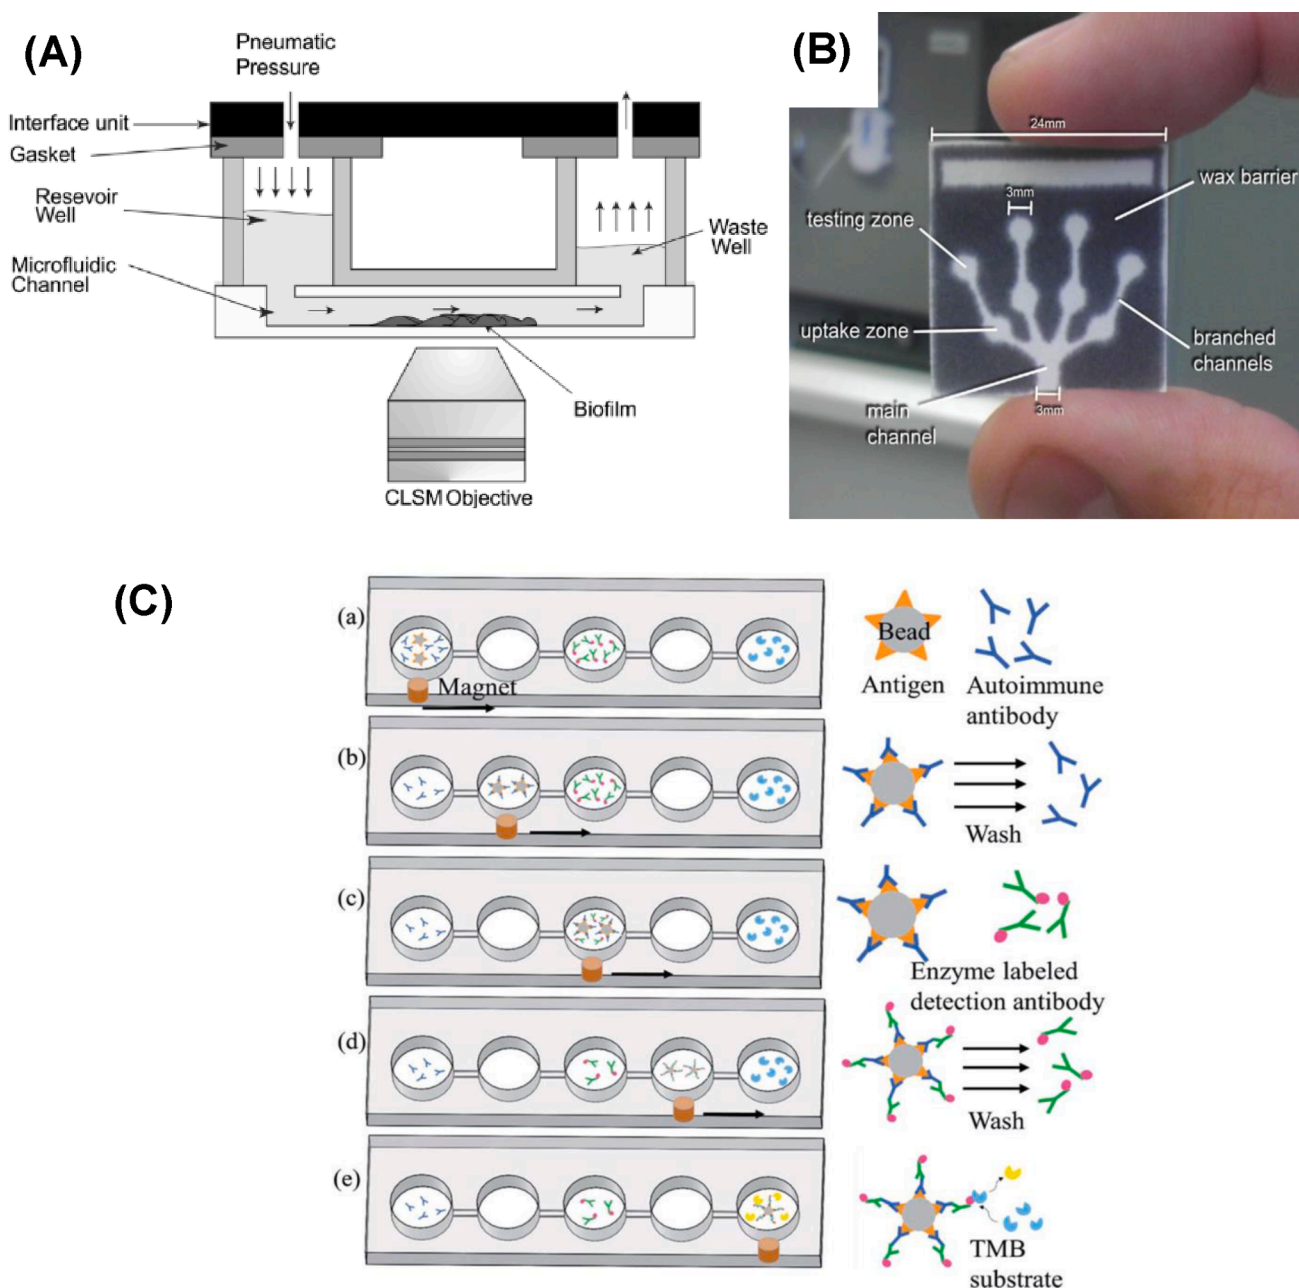 (A)
Pneumatic
Pressure
Interface unit
Gasket
Resevoir
Well
Microfluidic
Channel
Waste
Well
Biofilm
CLSM Objective
(B)
24mm
wax barrier
3mm
testing zone
uptake zone
branched
channels
main
channel
3mm
(C)
(a)
Magnet
Bead
Antigen
Autoimmune
antibody
(b)
Wash
(c)
Enzyme labeled
detection antibody
(d)
Wash
(e)
TMB
substrate